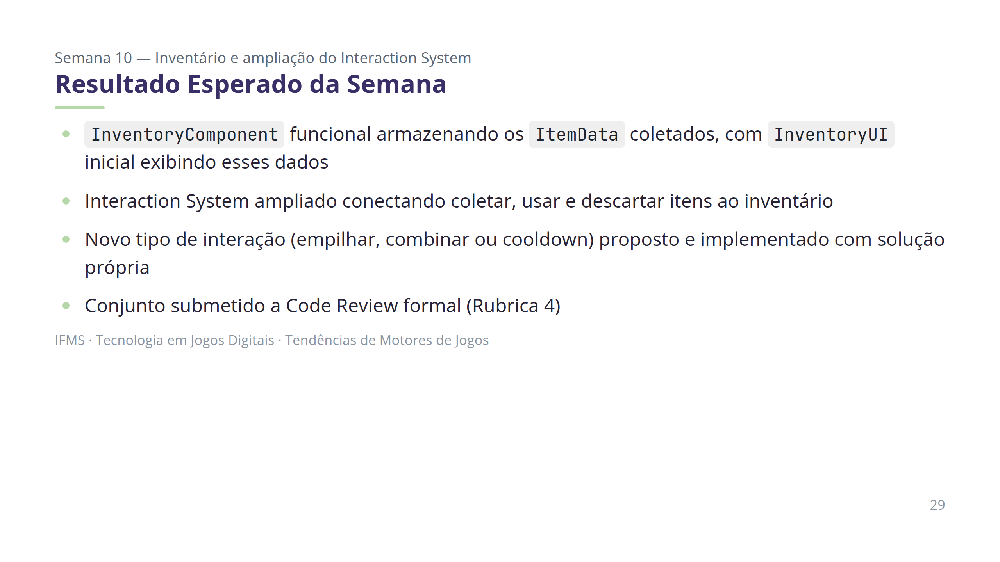 Semana 10 — Inventário e ampliação do Interaction System
Resultado Esperado da Semana
InventoryComponent funcional armazenando os ItemData coletados, com InventoryUI
inicial exibindo esses dados
Interaction System ampliado conectando coletar, usar e descartar itens ao inventário
Novo tipo de interação (empilhar, combinar ou cooldown) proposto e implementado com solução
própria
Conjunto submetido a Code Review formal (Rubrica 4)
IFMS · Tecnologia em Jogos Digitais · Tendências de Motores de Jogos
29